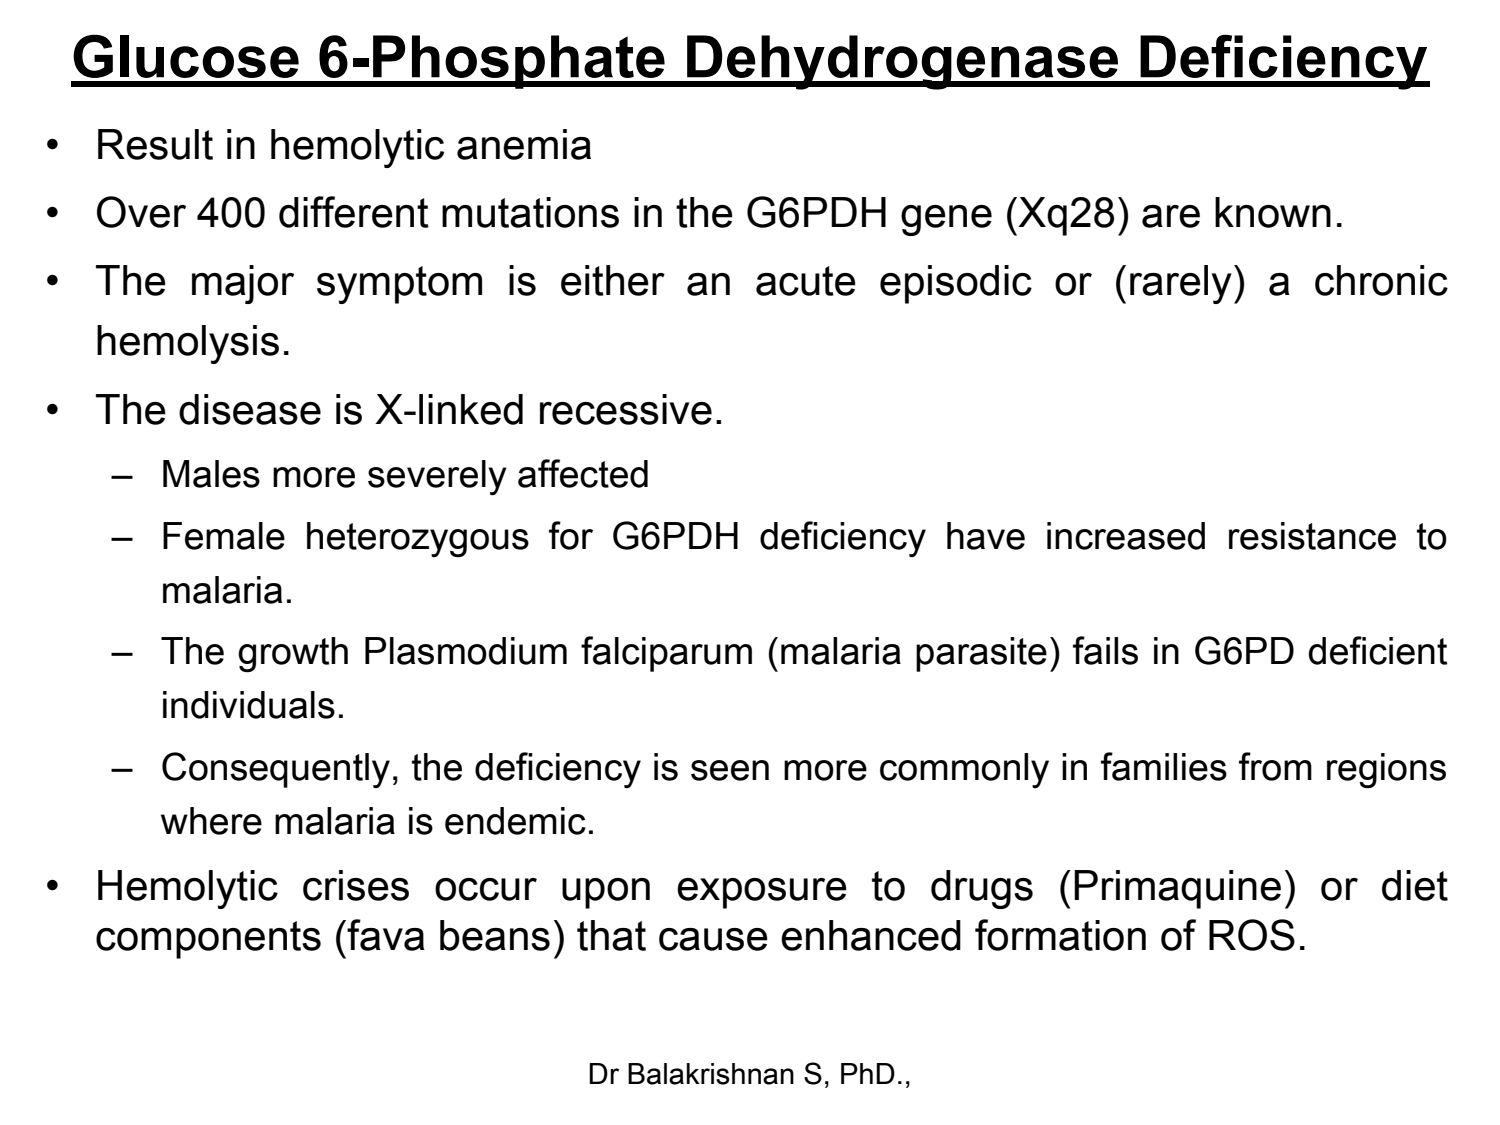 Glucose 6-Phosphate Dehydrogenase Deficiency
• Result in hemolytic anemia
• Over 400 different mutations in the G6PDH gene (Xq28) are known.
• The major symptom is either an acute episodic or (rarely) a chronic
hemolysis.
• The disease is X-linked recessive.
– Males more severely affected
– Female heterozygous for G6PDH deficiency have increased resistance to
malaria.
– The growth Plasmodium falciparum (malaria parasite) fails in G6PD deficient
individuals.
– Consequently, the deficiency is seen more commonly in families from regions
where malaria is endemic.
• Hemolytic crises occur upon exposure to drugs (Primaquine) or diet
components (fava beans) that cause enhanced formation of ROS.
Dr Balakrishnan S, PhD.,